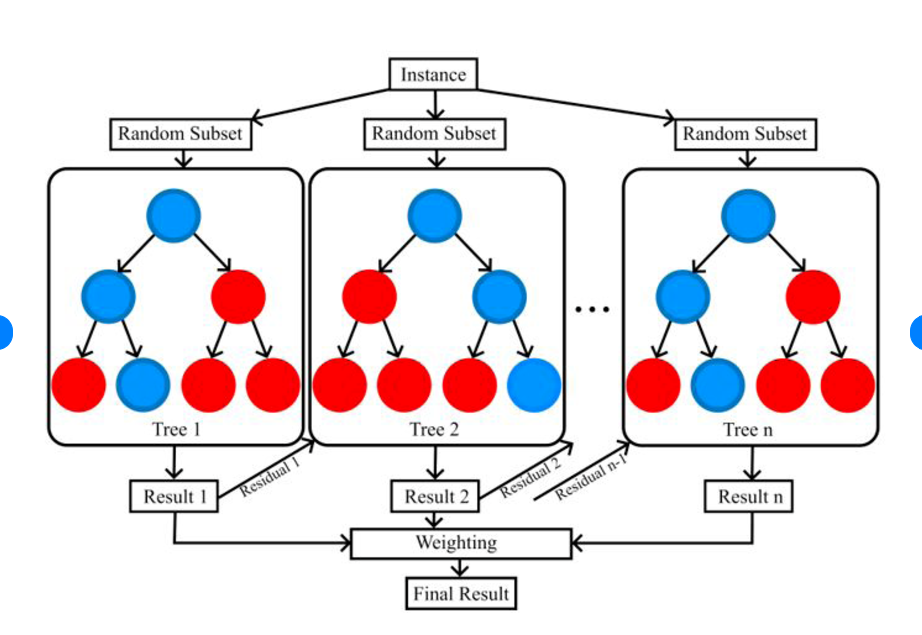 Instance
Random Subset
Random Subset
Random Subset
...
Tree 1
Tree 2
Tree n
Residual 1
Residual 2
Residual n-1
Result 1
Result 2
Result n
Weighting
Final Result